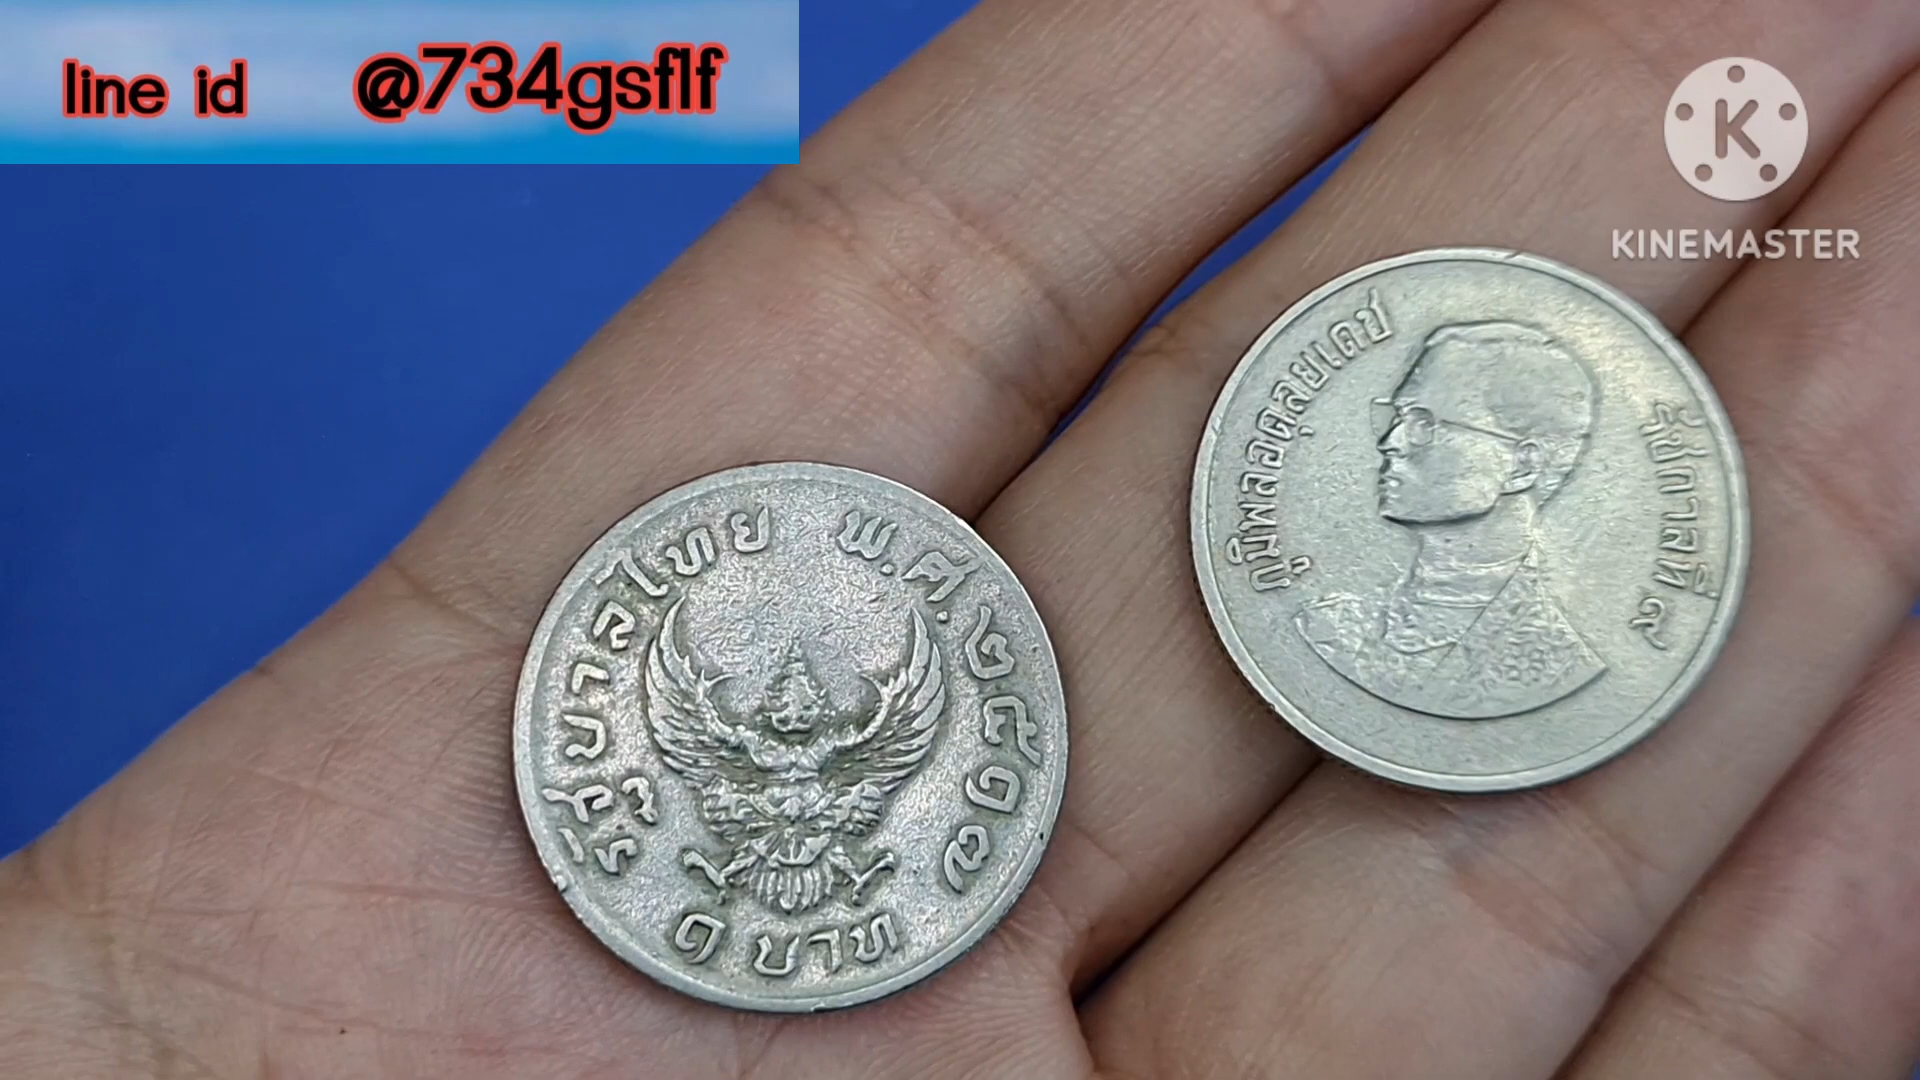 line id @734gsflf
K
KINEMASTER
รัฐบาลไทย พ.ศ. ๒๕๑๗
๑ บาท
ภูมิพลอดุลยเดช
รัชกาลที่ ๙